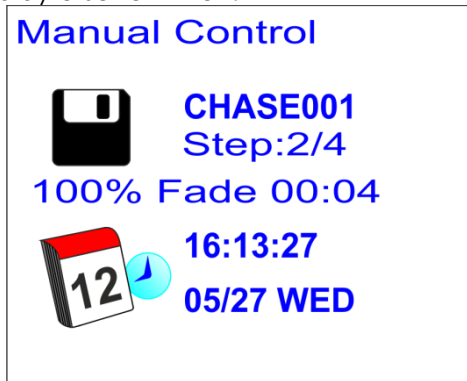 Manual Control
CHASE001
Step:2/4
100% Fade 00:04
16:13:27
12
05/27 WED